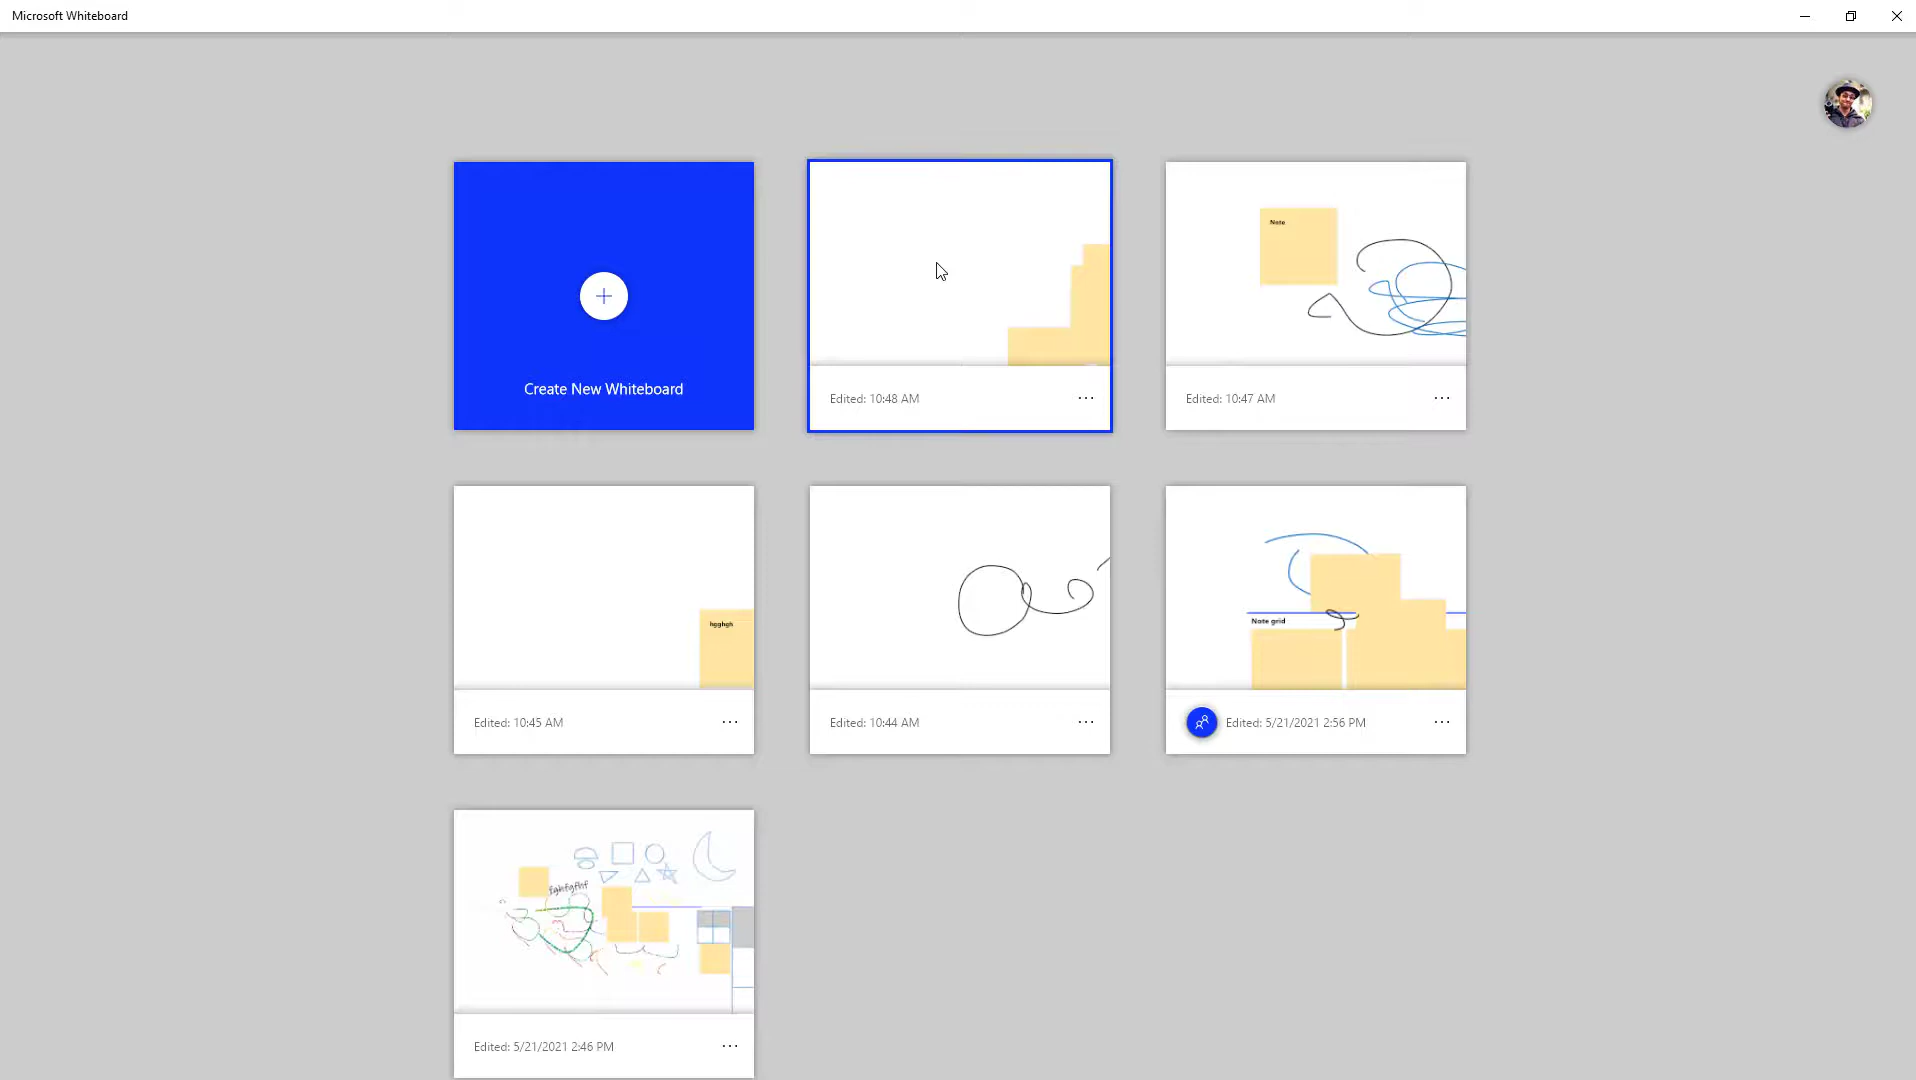 Microsoft Whiteboard
Create New Whiteboard
Edited: 10:48 AM
Note
Edited: 10:47 AM
hgghgh
Edited: 10:45 AM
Edited: 10:44 AM
Note grid
Edited: 5/21/2021 2:56 PM
fghfgfhf
Edited: 5/21/2021 2:46 PM